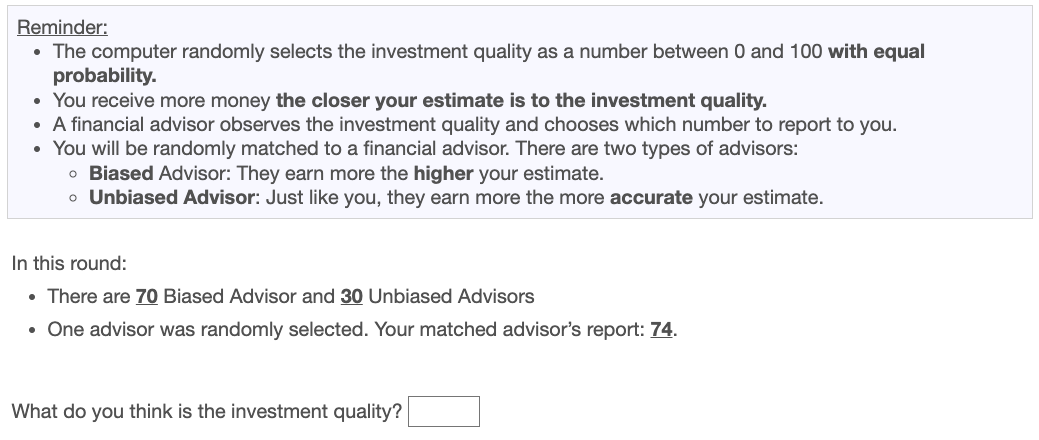 Reminder:
• The computer randomly selects the investment quality as a number between 0 and 100 with equal
probability.
• You receive more money the closer your estimate is to the investment quality.
• A financial advisor observes the investment quality and chooses which number to report to you.
• You will be randomly matched to a financial advisor. There are two types of advisors:
◦ Biased Advisor: They earn more the higher your estimate.
◦ Unbiased Advisor: Just like you, they earn more the more accurate your estimate.
In this round:
• There are 70 Biased Advisor and 30 Unbiased Advisors
• One advisor was randomly selected. Your matched advisor’s report: 74.
What do you think is the investment quality?